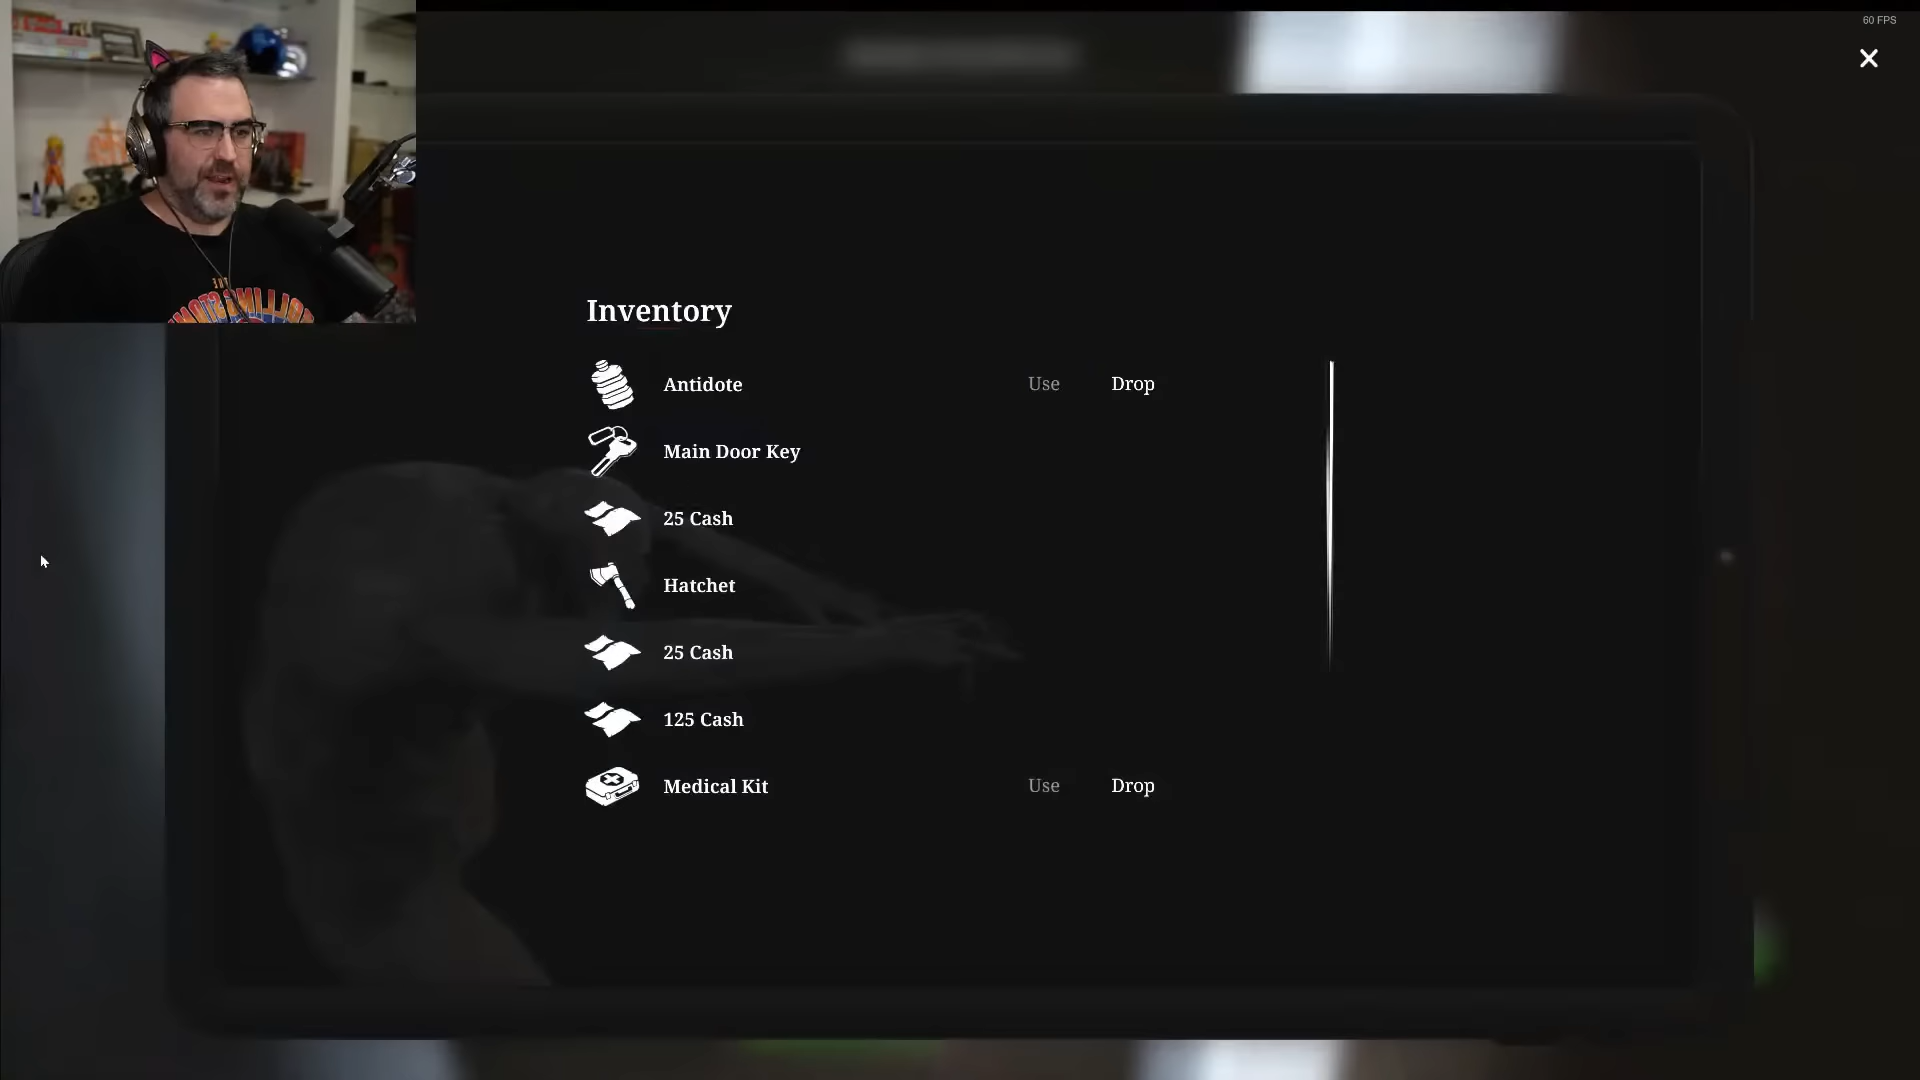 60 FPS
Inventory
Antidote Use Drop
Main Door Key
25 Cash
Hatchet
25 Cash
125 Cash
Medical Kit Use Drop